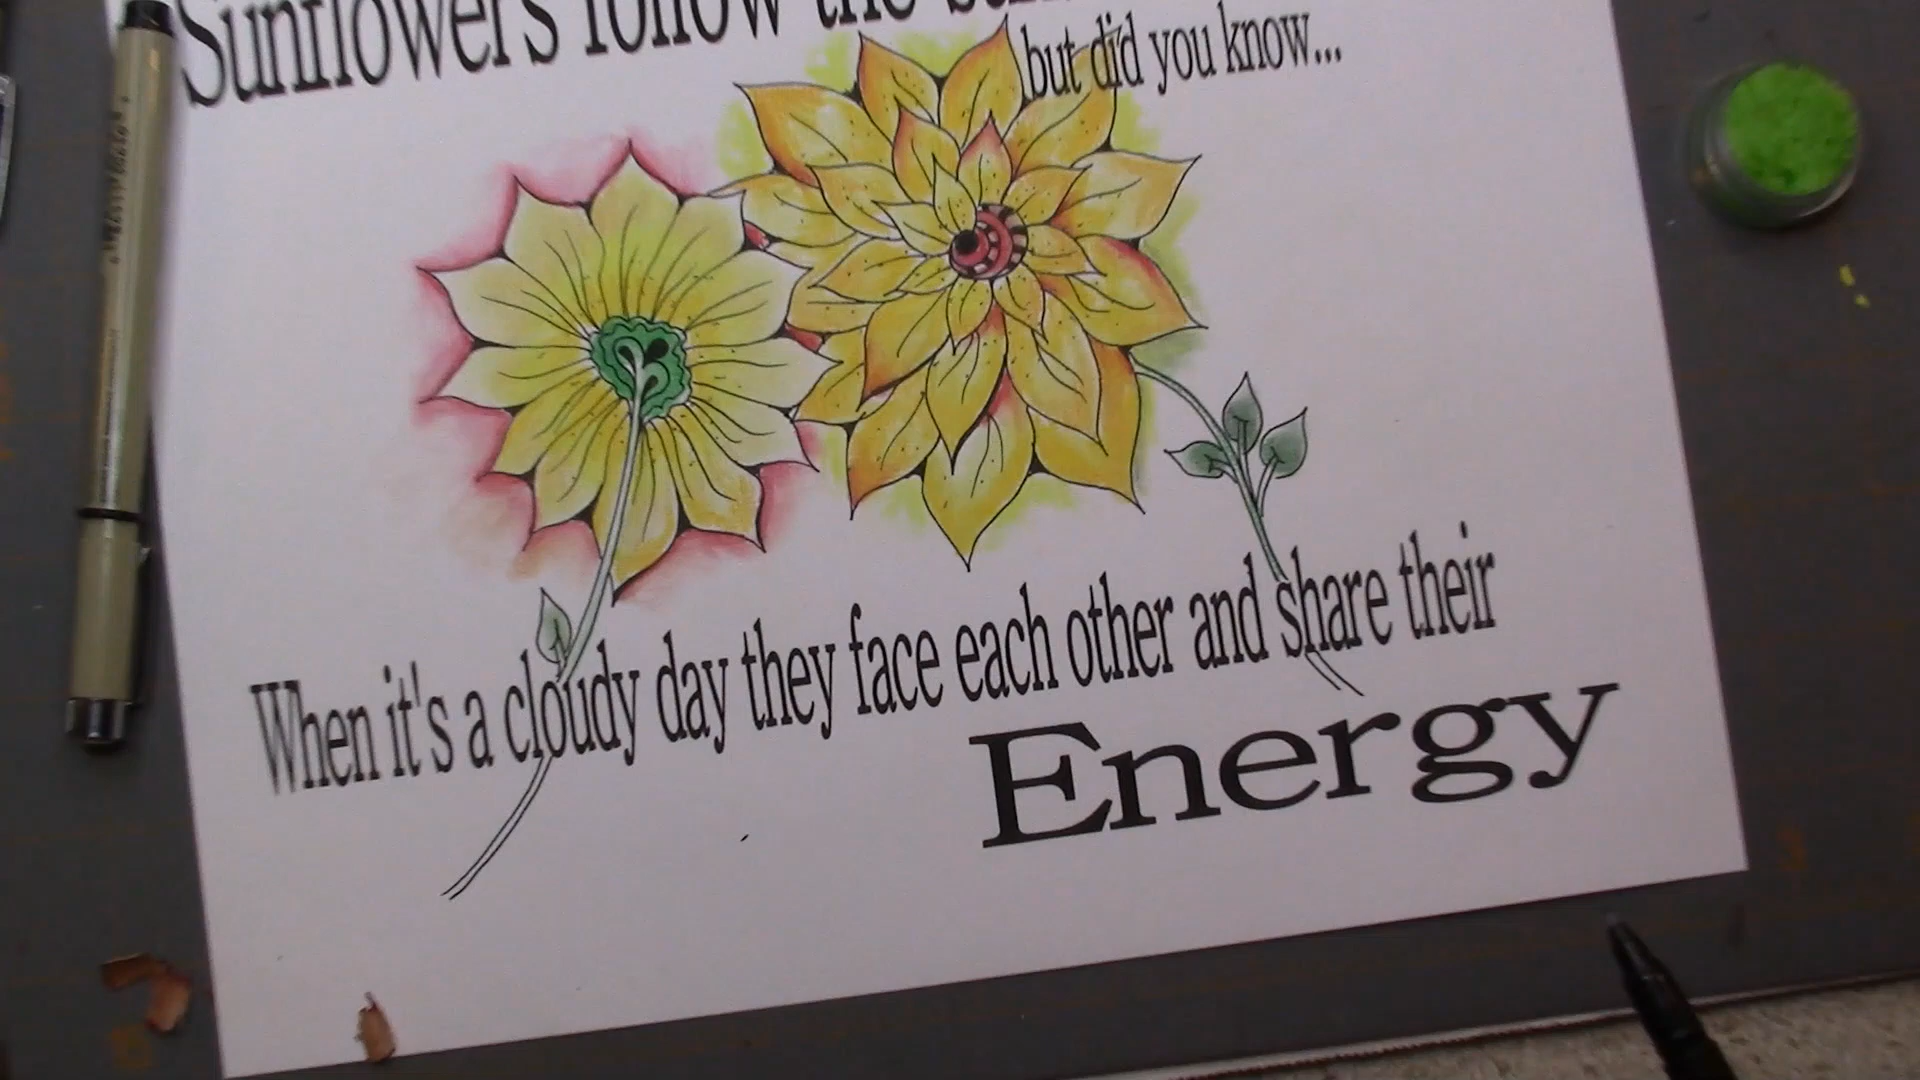 Sunflowers follow the
but did you know...
When it's a cloudy day they face each other and share their
Energy